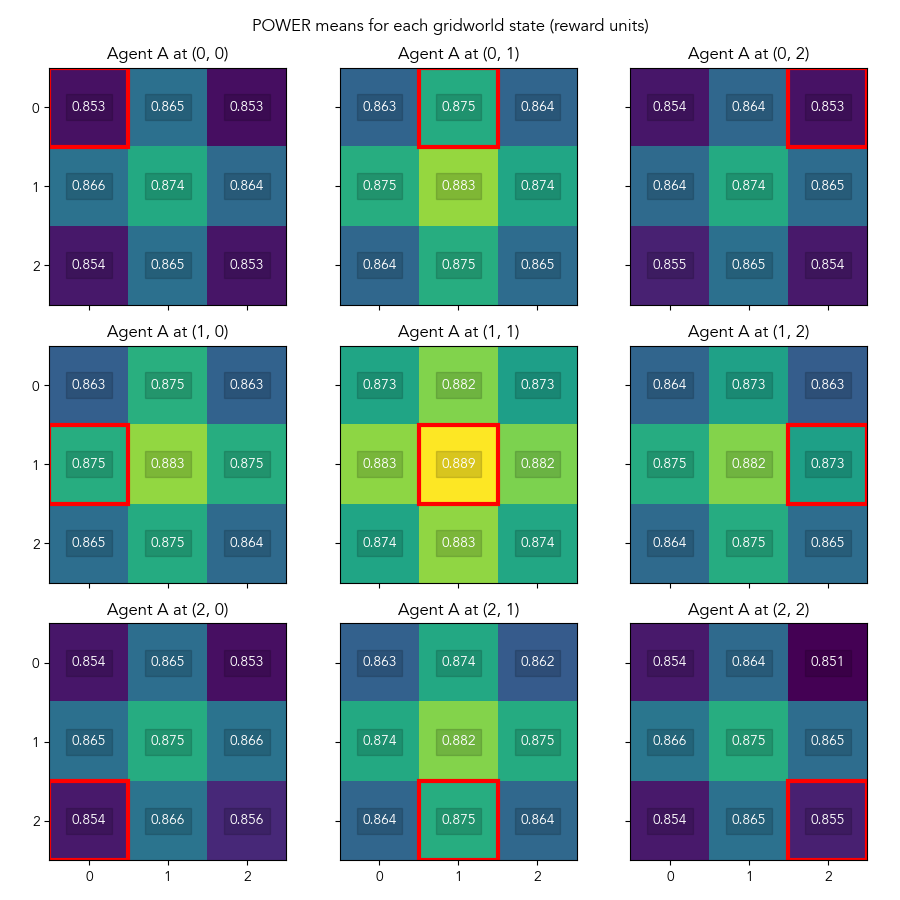 POWER means for each gridworld state (reward units)
Agent A at (0, 0) Agent A at (0, 1) Agent A at (0, 2)
0 0.853 0.865 0.853 0.863 0.875 0.864 0.854 0.864 0.853
1 0.866 0.874 0.864 0.875 0.883 0.874 0.864 0.874 0.865
2 0.854 0.865 0.853 0.864 0.875 0.865 0.855 0.865 0.854
Agent A at (1, 0) Agent A at (1, 1) Agent A at (1, 2)
0 0.863 0.875 0.863 0.873 0.882 0.873 0.864 0.873 0.863
1 0.875 0.883 0.875 0.883 0.889 0.882 0.875 0.882 0.873
2 0.865 0.875 0.864 0.874 0.883 0.874 0.864 0.875 0.865
Agent A at (2, 0) Agent A at (2, 1) Agent A at (2, 2)
0 0.854 0.865 0.853 0.863 0.874 0.862 0.854 0.864 0.851
1 0.865 0.875 0.866 0.874 0.882 0.875 0.866 0.875 0.865
2 0.854 0.866 0.856 0.864 0.875 0.864 0.854 0.865 0.855
0 1 2 0 1 2 0 1 2